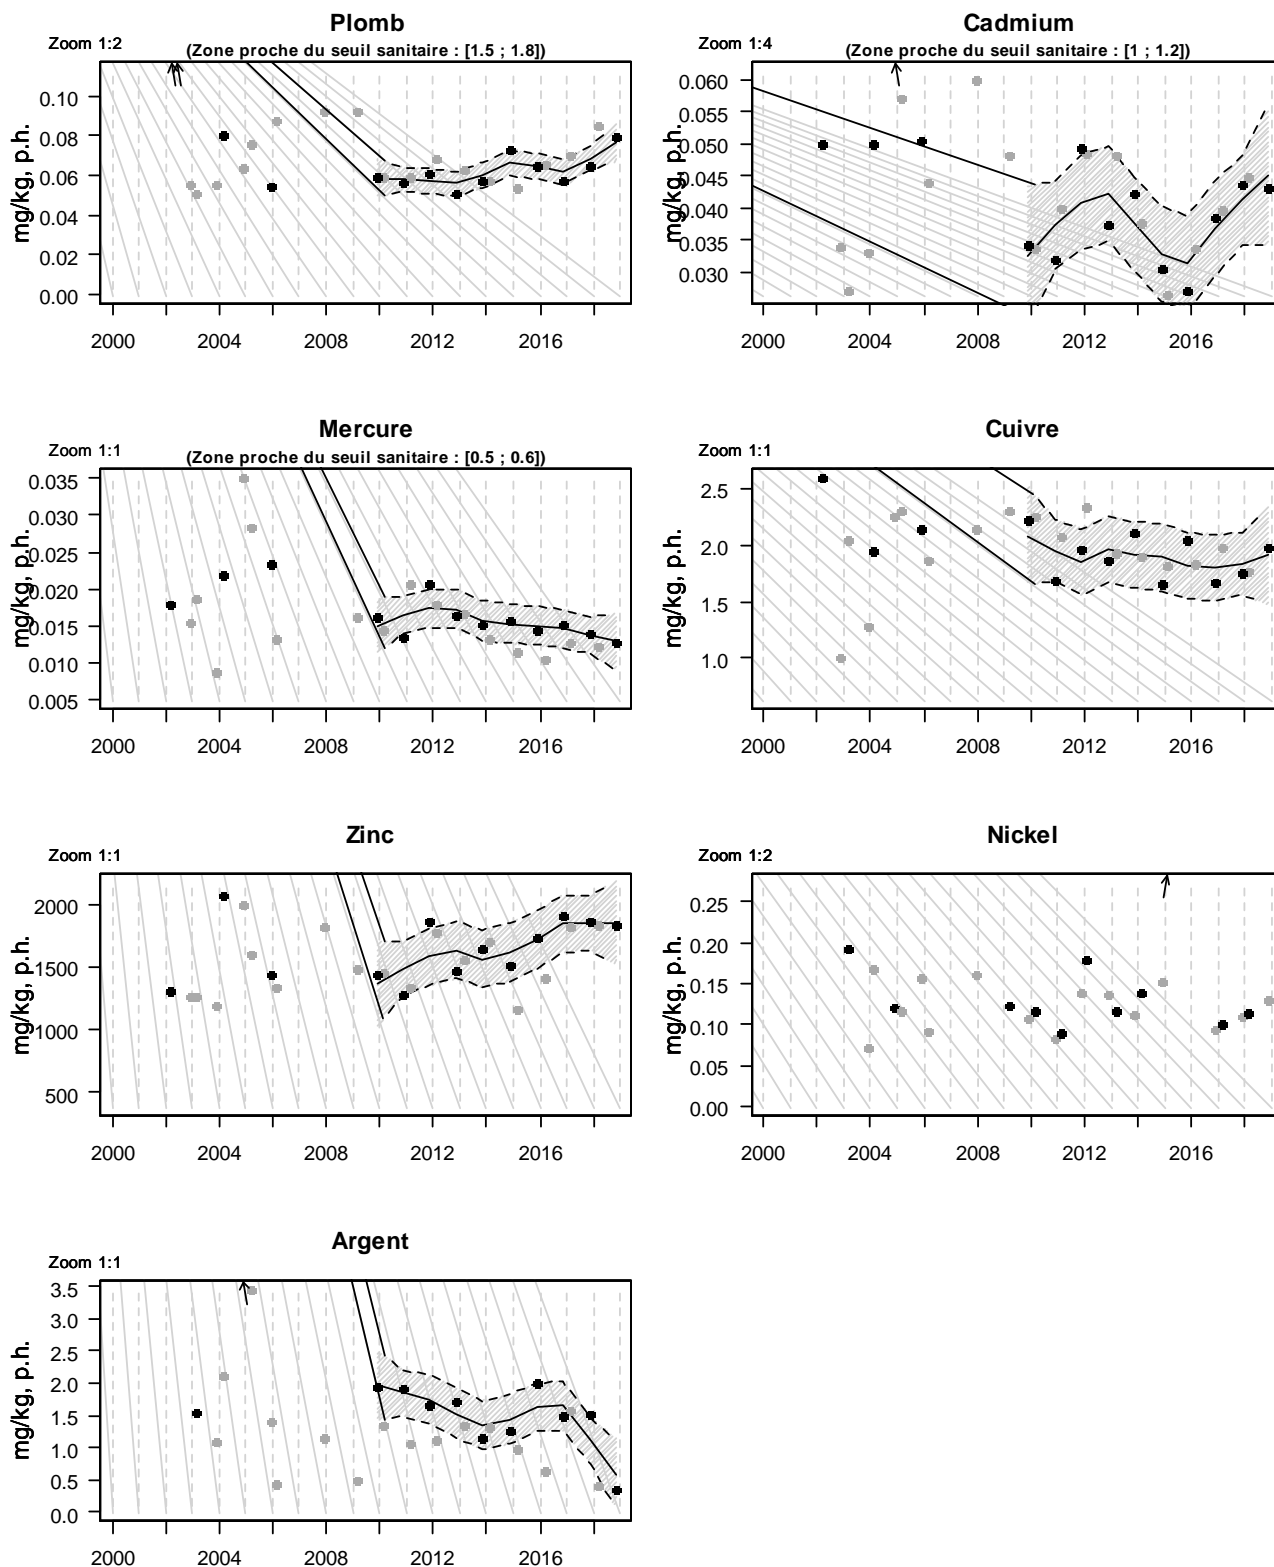 Plomb
Zoom 1:2
(Zone proche du seuil sanitaire : [1.5 ; 1.8])
mg/kg, p.h.
0.10
0.08
0.06
0.04
0.02
0.00
2000 2004 2008 2012 2016
Cadmium
Zoom 1:4
(Zone proche du seuil sanitaire : [1 ; 1.2])
mg/kg, p.h.
0.060
0.055
0.050
0.045
0.040
0.035
0.030
2000 2004 2008 2012 2016
Mercure
Zoom 1:1
(Zone proche du seuil sanitaire : [0.5 ; 0.6])
mg/kg, p.h.
0.035
0.030
0.025
0.020
0.015
0.010
0.005
2000 2004 2008 2012 2016
Cuivre
Zoom 1:1
mg/kg, p.h.
2.5
2.0
1.5
1.0
2000 2004 2008 2012 2016
Zinc
Zoom 1:1
mg/kg, p.h.
2000
1500
1000
500
2000 2004 2008 2012 2016
Nickel
Zoom 1:2
mg/kg, p.h.
0.25
0.20
0.15
0.10
0.05
0.00
2000 2004 2008 2012 2016
Argent
Zoom 1:1
mg/kg, p.h.
3.5
3.0
2.5
2.0
1.5
1.0
0.5
0.0
2000 2004 2008 2012 2016